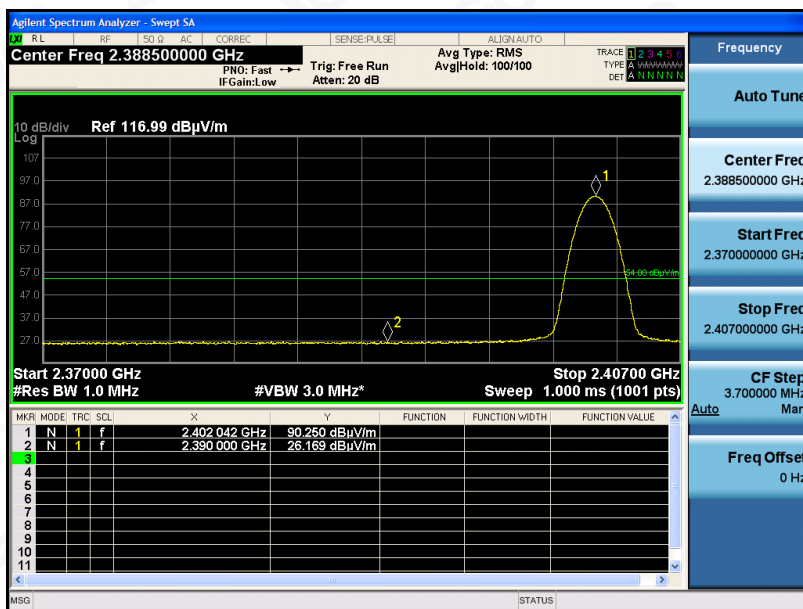 Agilent Spectrum Analyzer - Swept SA
LXI RL RF 50 Ω AC CORREC SENSE:PULSE ALIGN AUTO
Center Freq 2.388500000 GHz
PNO: Fast
IFGain:Low
Trig: Free Run
Atten: 20 dB
Avg Type: RMS
Avg|Hold: 100/100
TRACE 1 2 3 4 5 6
TYPE A WWWWW
DET A N N N N N
10 dB/div Ref 116.99 dBµV/m
Log
107
97.0
87.0
77.0
67.0
57.0
47.0
37.0
27.0
1
2
54.00 dBµV/m
Start 2.37000 GHz Stop 2.40700 GHz
#Res BW 1.0 MHz #VBW 3.0 MHz* Sweep 1.000 ms (1001 pts)
MKR MODE TRC SCL X Y FUNCTION FUNCTION WIDTH FUNCTION VALUE
1 N 1 f 2.402 042 GHz 90.250 dBµV/m
2 N 1 f 2.390 000 GHz 26.169 dBµV/m
3
4
5
6
7
8
9
10
11
MSG STATUS
Frequency
Auto Tune
Center Freq
2.388500000 GHz
Start Freq
2.370000000 GHz
Stop Freq
2.407000000 GHz
CF Step
3.700000 MHz
Auto Man
Freq Offset
0 Hz